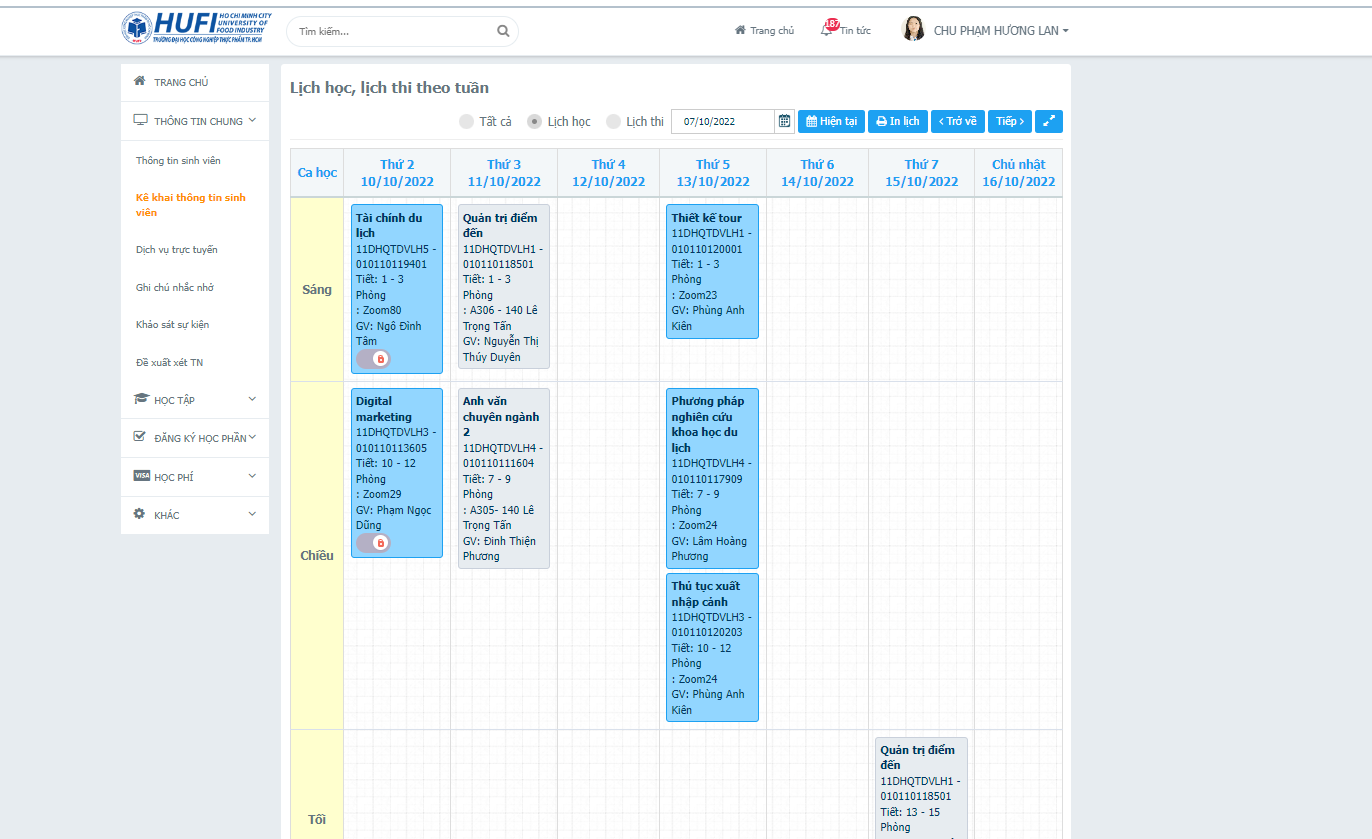 HUFI HO CHI MINH CITY
UNIVERSITY OF
FOOD INDUSTRY
TRƯỜNG ĐẠI HỌC CÔNG NGHIỆP THỰC PHẨM TP. HCM
Tìm kiếm...
Trang chủ
187
Tin tức
CHU PHẠM HƯƠNG LAN
TRANG CHỦ
THÔNG TIN CHUNG
Thông tin sinh viên
Kê khai thông tin sinh
viên
Dịch vụ trực tuyến
Ghi chú nhắc nhở
Khảo sát sự kiện
Đề xuất xét TN
HỌC TẬP
ĐĂNG KÝ HỌC PHẦN
VISA HỌC PHÍ
KHÁC
Lịch học, lịch thi theo tuần
Tất cả
Lịch học
Lịch thi
07/10/2022
Hiện tại
In lịch
Trở về
Tiếp
Ca học
Thứ 2
10/10/2022
Thứ 3
11/10/2022
Thứ 4
12/10/2022
Thứ 5
13/10/2022
Thứ 6
14/10/2022
Thứ 7
15/10/2022
Chủ nhật
16/10/2022
Sáng
Tài chính du
lịch
11DHQTDVLH5 -
010110119401
Tiết: 1 - 3
Phòng
: Zoom80
GV: Ngô Đình
Tâm
Quản trị điểm
đến
11DHQTDVLH1 -
010110118501
Tiết: 1 - 3
Phòng
: A306 - 140 Lê
Trọng Tấn
GV: Nguyễn Thị
Thúy Duyên
Thiết kế tour
11DHQTDVLH1 -
010110120001
Tiết: 1 - 3
Phòng
: Zoom23
GV: Phùng Anh
Kiên
Chiều
Digital
marketing
11DHQTDVLH3 -
010110113605
Tiết: 10 - 12
Phòng
: Zoom29
GV: Phạm Ngọc
Dũng
Anh văn
chuyên ngành
2
11DHQTDVLH4 -
010110111604
Tiết: 7 - 9
Phòng
: A305- 140 Lê
Trọng Tấn
GV: Đinh Thiện
Phương
Phương pháp
nghiên cứu
khoa học du
lịch
11DHQTDVLH4 -
010110117909
Tiết: 7 - 9
Phòng
: Zoom24
GV: Lâm Hoàng
Phương
Thủ tục xuất
nhập cảnh
11DHQTDVLH3 -
010110120203
Tiết: 10 - 12
Phòng
: Zoom24
GV: Phùng Anh
Kiên
Tối
Quản trị điểm
đến
11DHQTDVLH1 -
010110118501
Tiết: 13 - 15
Phòng